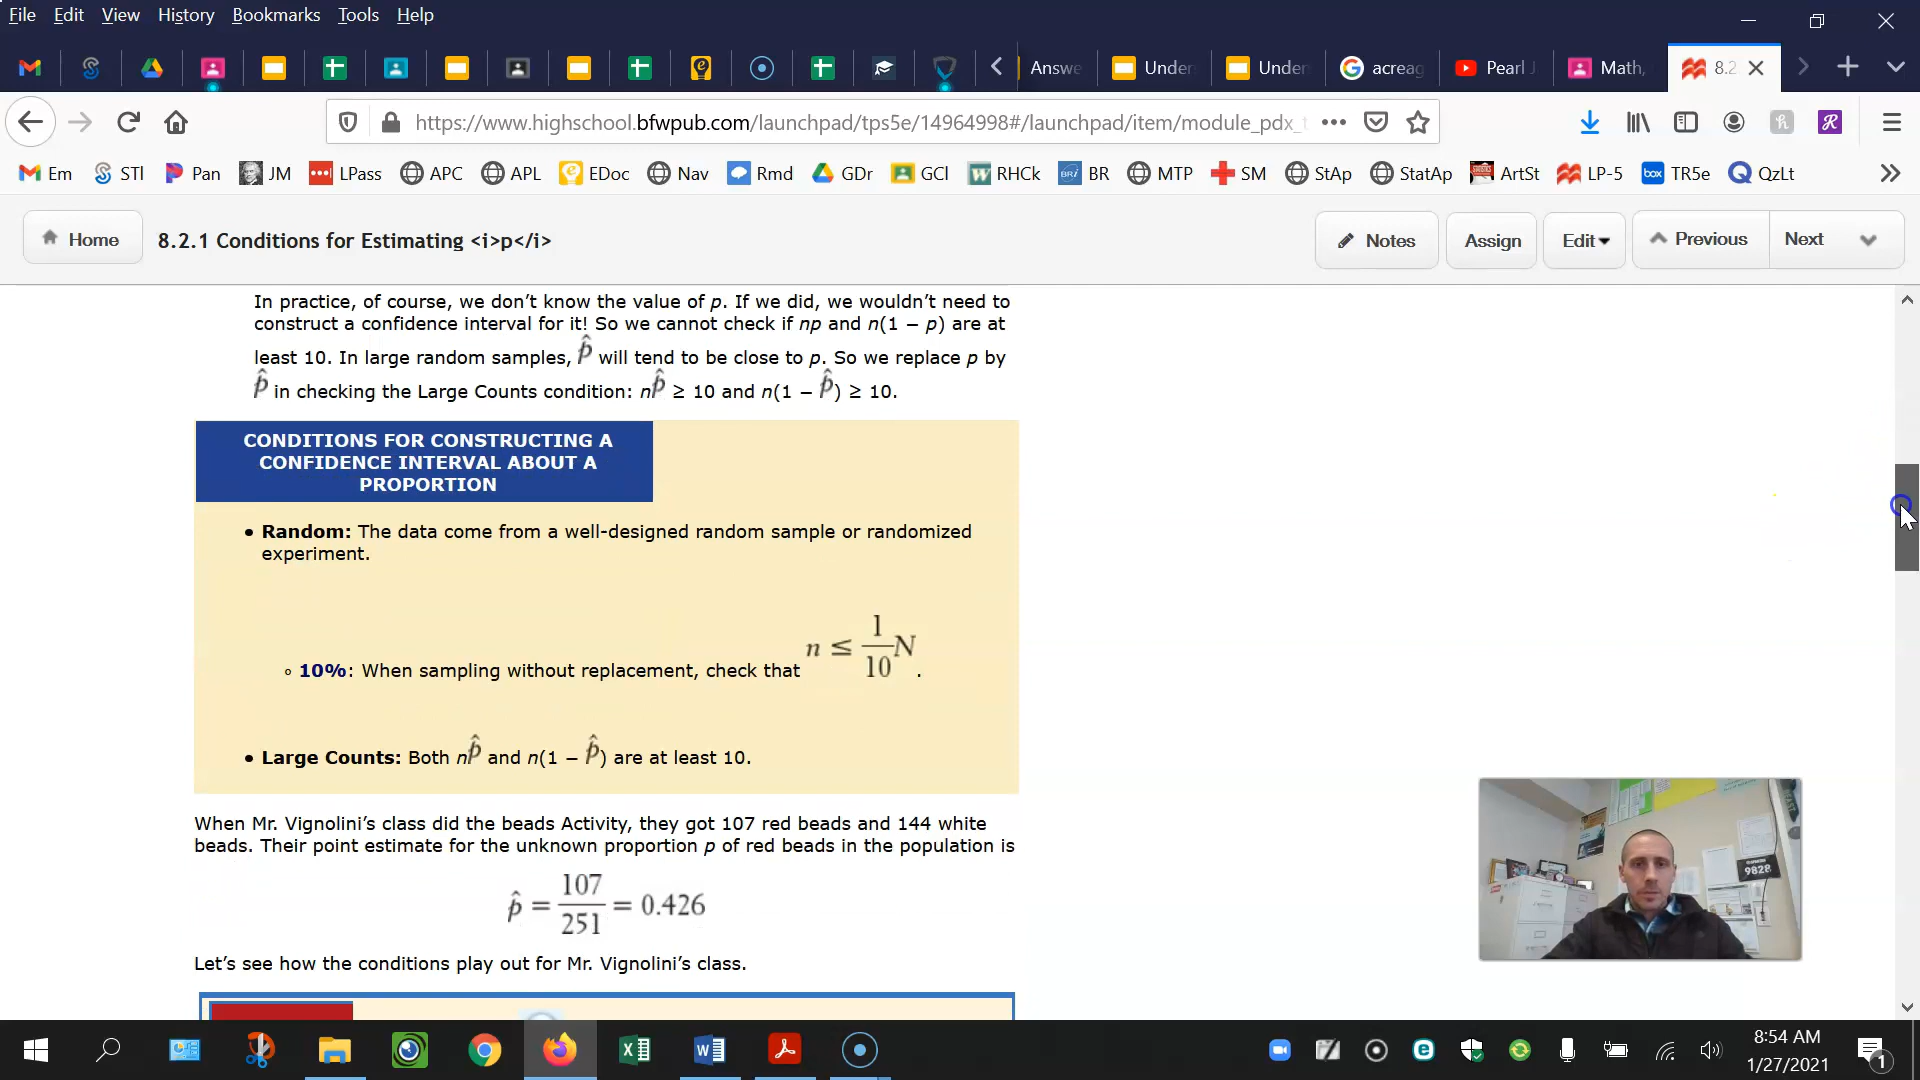 File Edit View History Bookmarks Tools Help
Answe Under Under acreag Pearl J Math, 8.2
https://www.highschool.bfwpub.com/launchpad/tps5e/14964998#/launchpad/item/module_pdx_t
Em STl Pan JM LPass APC APL EDoc Nav Rmd GDr GCl RHCk BR MTP SM StAp StatAp ArtSt LP-5 TR5e QzLt
Home 8.2.1 Conditions for Estimating <i>p</i> Notes Assign Edit Previous Next
In practice, of course, we don’t know the value of p. If we did, we wouldn’t need to
construct a confidence interval for it! So we cannot check if np and n(1 − p) are at
least 10. In large random samples, p̂ will tend to be close to p. So we replace p by
p̂ in checking the Large Counts condition: np̂ ≥ 10 and n(1 − p̂) ≥ 10.
CONDITIONS FOR CONSTRUCTING A
CONFIDENCE INTERVAL ABOUT A
PROPORTION
• Random: The data come from a well-designed random sample or randomized
experiment.
◦ 10%: When sampling without replacement, check that n ≤ 1/10 N.
• Large Counts: Both np̂ and n(1 − p̂) are at least 10.
When Mr. Vignolini’s class did the beads Activity, they got 107 red beads and 144 white
beads. Their point estimate for the unknown proportion p of red beads in the population is
p̂ = 107/251 = 0.426
Let’s see how the conditions play out for Mr. Vignolini’s class.
9828
8:54 AM
1/27/2021
1